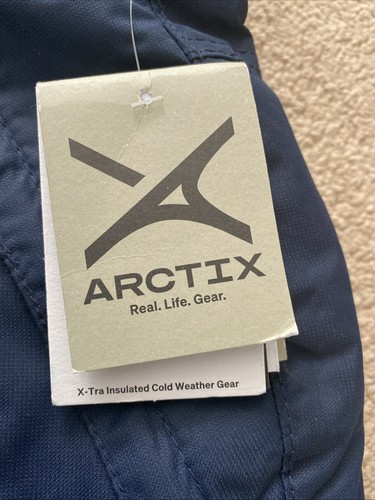 ARCTIX
Real. Life. Gear.
X-Tra Insulated Cold Weather Gear